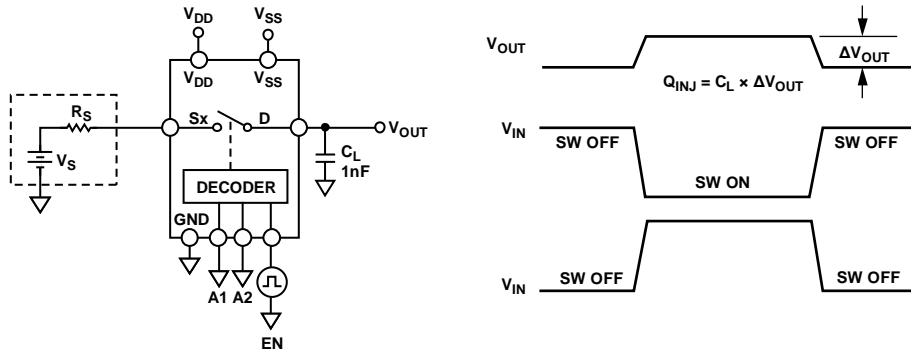 VDD
VSS
VDD
VSS
RS
VS
Sx
D
VOUT
CL
1nF
DECODER
GND
A1
A2
EN
VOUT
ΔVOUT
QINJ = CL × ΔVOUT
VIN
SW OFF
SW OFF
SW ON
VIN
SW OFF
SW OFF